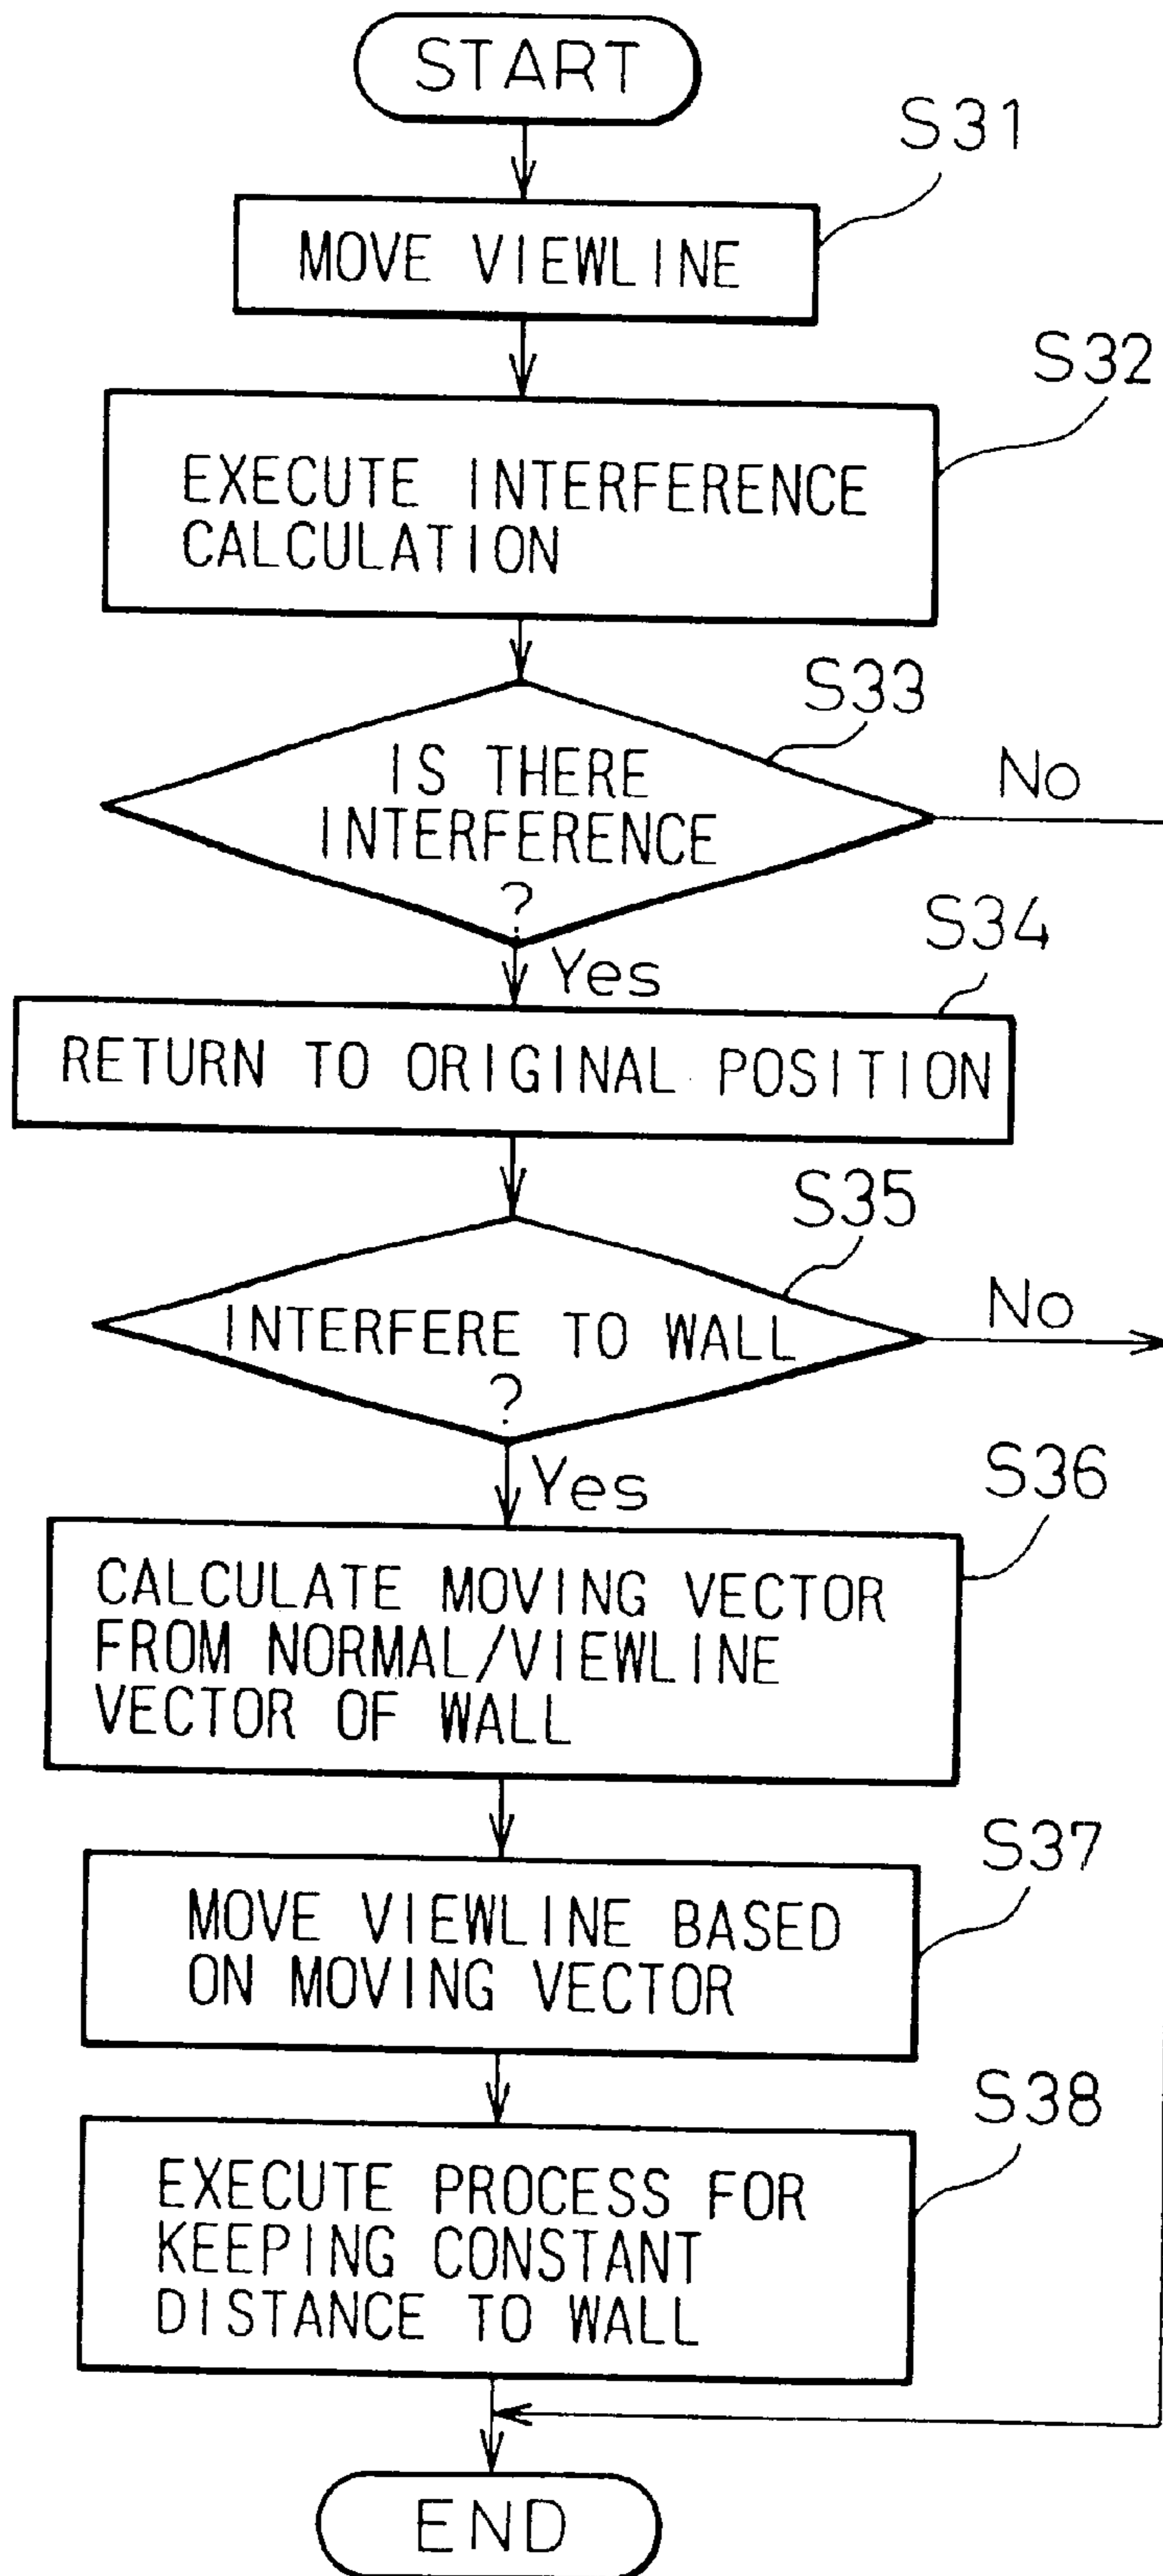 START
S31
MOVE VIEWLINE
S32
EXECUTE INTERFERENCE
CALCULATION
S33
IS THERE
INTERFERENCE
?
No
Yes
S34
RETURN TO ORIGINAL POSITION
S35
INTERFERE TO WALL
?
No
Yes
S36
CALCULATE MOVING VECTOR
FROM NORMAL/VIEWLINE
VECTOR OF WALL
S37
MOVE VIEWLINE BASED
ON MOVING VECTOR
S38
EXECUTE PROCESS FOR
KEEPING CONSTANT
DISTANCE TO WALL
END